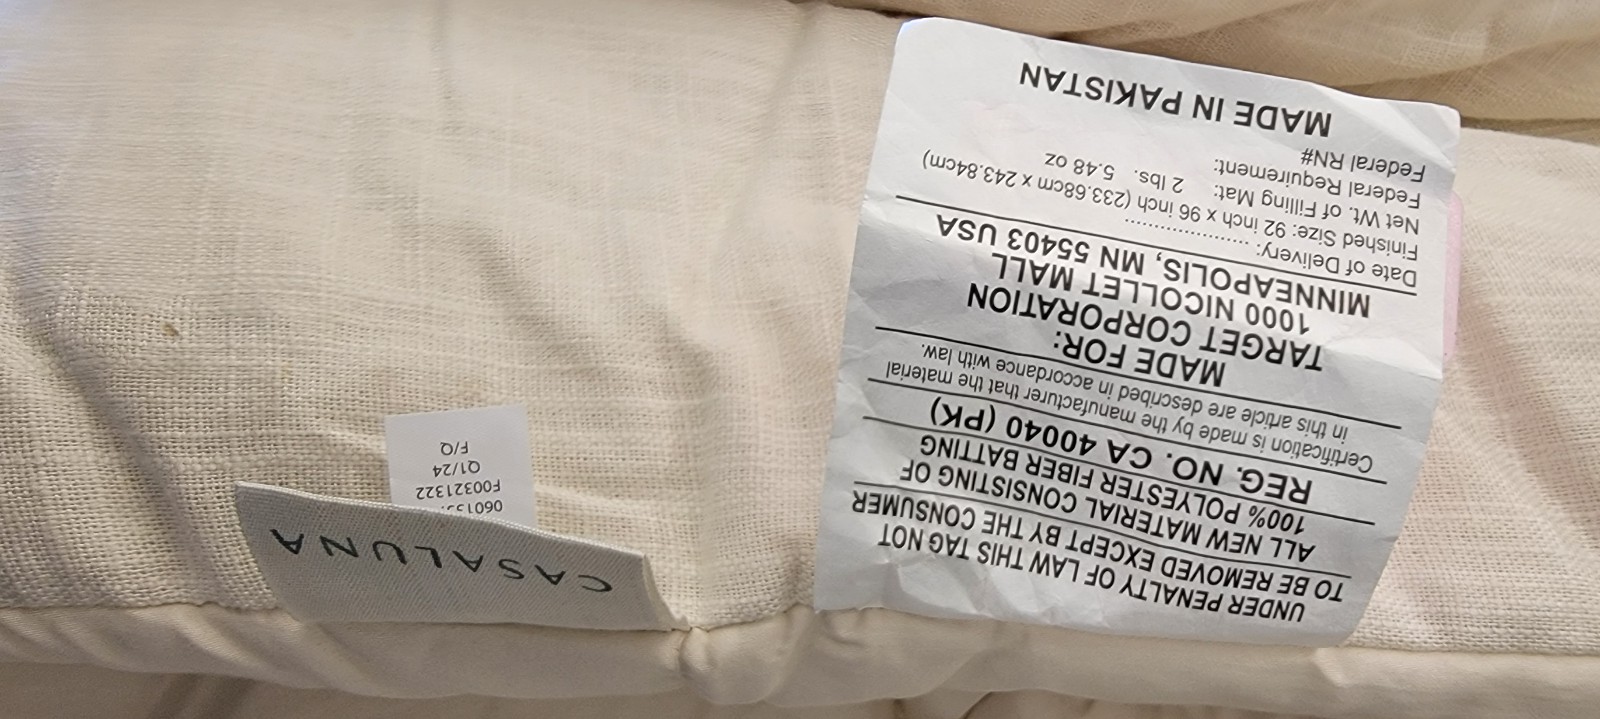 CASALUNA
F00321322
Q1/24
F/Q
UNDER PENALTY OF LAW THIS TAG NOT
TO BE REMOVED EXCEPT BY THE CONSUMER
ALL NEW MATERIAL CONSISTING OF
100% POLYESTER FIBER BATTING
REG. NO. CA 40040 (PK)
Certification is made by the manufacturer that the material
in this article are described in accordance with law.
MADE FOR:
TARGET CORPORATION
1000 NICOLLET MALL
MINNEAPOLIS, MN 55403 USA
Date of Delivery: ......................
Finished Size: 92 inch x 96 inch (233.68cm x 243.84cm)
Net Wt. of Filling Mat: 2 lbs. 5.48 oz
Federal Requirement:
Federal RN#
MADE IN PAKISTAN